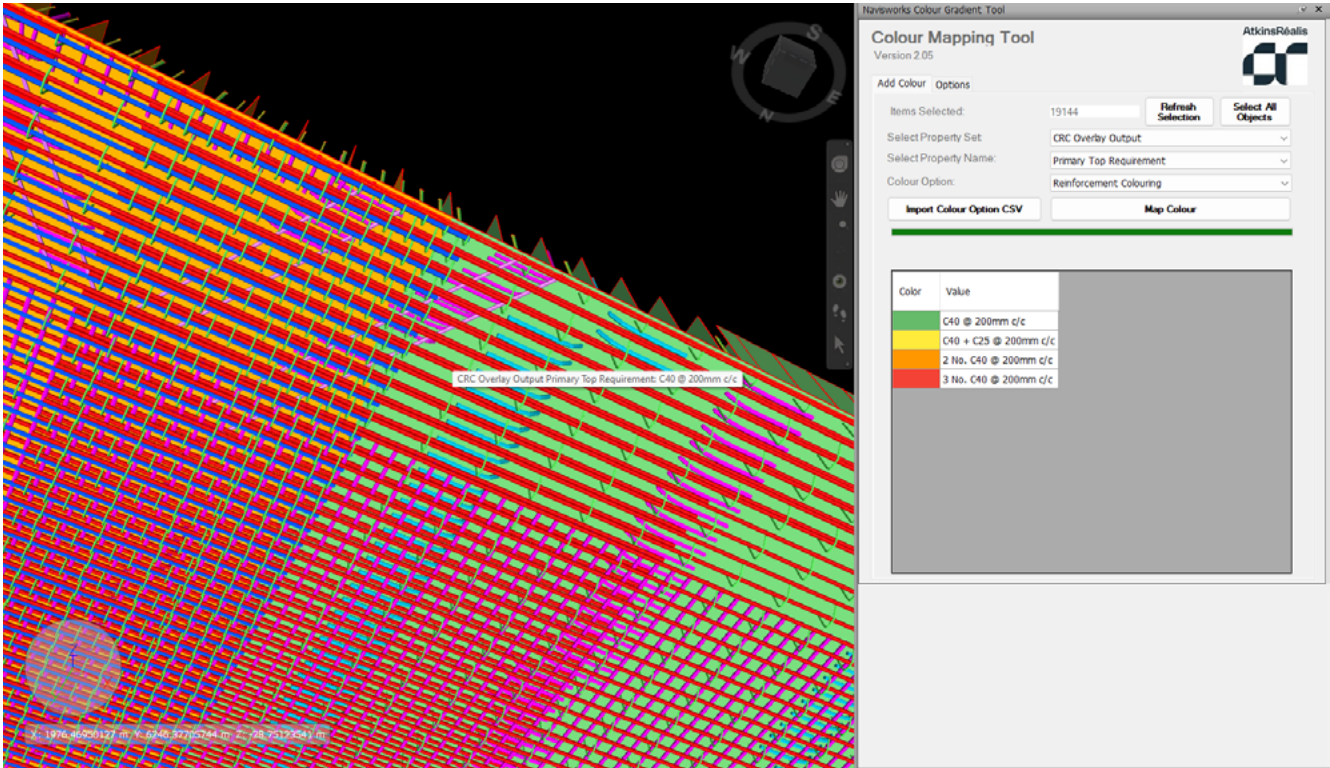 Navisworks Colour Gradient Tool
Colour Mapping Tool
AtkinsRéalis
Version 2.05
Add Colour Options
Items Selected: 19144 Refresh Selection Select All Objects
Select Property Set: CRC Overlay Output
Select Property Name: Primary Top Requirement
Colour Option: Reinforcement Colouring
Import Colour Option CSV Map Colour
Color Value
C40 @ 200mm c/c
C40 + C25 @ 200mm c/c
2 No. C40 @ 200mm c/c
3 No. C40 @ 200mm c/c
S
W
E
N
CRC Overlay Output Primary Top Requirement: C40 @ 200mm c/c